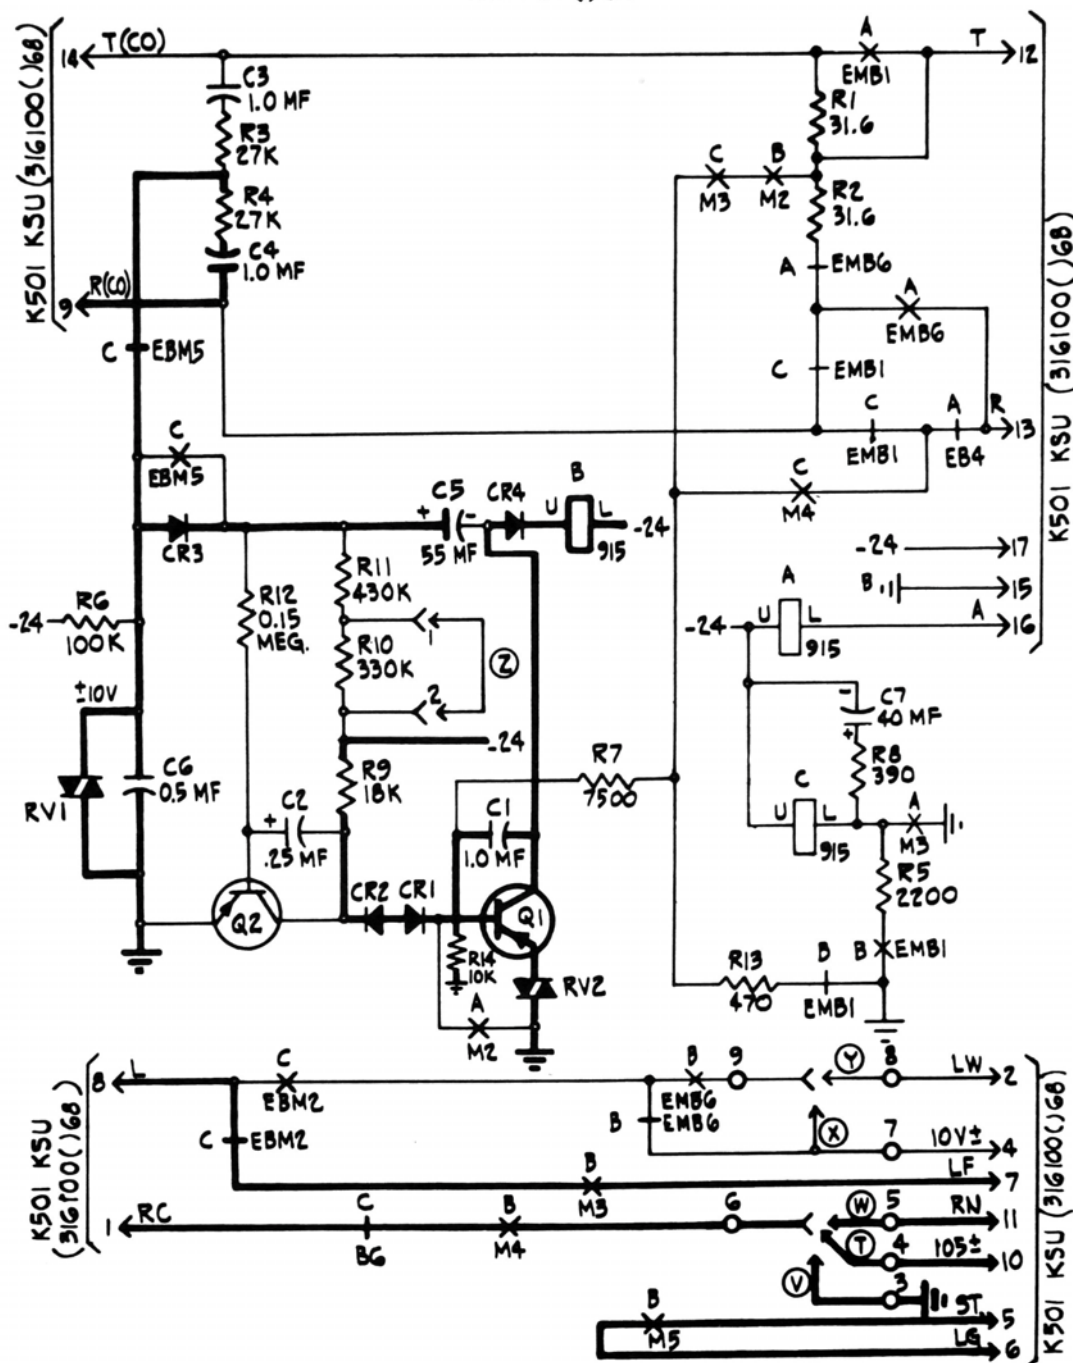 K501 KSU (316100( )6B)
14 T(CO)
C3
1.0 MF
R3
27K
R4
27K
C4
1.0 MF
9 R(CO)
C EBM5
C
EBM5
CR3
R6
-24
100K
±10V
RV1
C6
0.5 MF
R12
0.15
MEG.
C2
+
.25 MF
Q2
R11
430K
R10
330K
1
2
Z
-24
R9
18K
C5
+ -
55 MF
CR4
B
U L
915
-24
R7
7500
C1
1.0 MF
CR2 CR1
Q1
R14
10K
A
M2
RV2
A
EMB1
T 12
R1
31.6
C B
M3 M2
R2
31.6
A EMB6
A
EMB6
C EMB1
C A R
EMB1 EB4 13
C
M4
-24 17
B 15
A
-24 U L A 16
915
C7
- 40 MF
+
R8
390
C
U L
915
A
M3
R5
2200
B EMB1
R13 B
470 EMB1
K501 KSU (316100( )6B)
K501 KSU
(316100( )6B)
8 L
C
EBM2
C EBM2
B 9
EMB6
B EMB6
Y 8 LW 2
X 7 10V± 4
B LF 7
M3
1 RC
C B 6
B6 M4
W 5 RN 11
T 4 105± 10
V 3
B ST. 5
M5
LG 6
K501 KSU (316100( )6B)